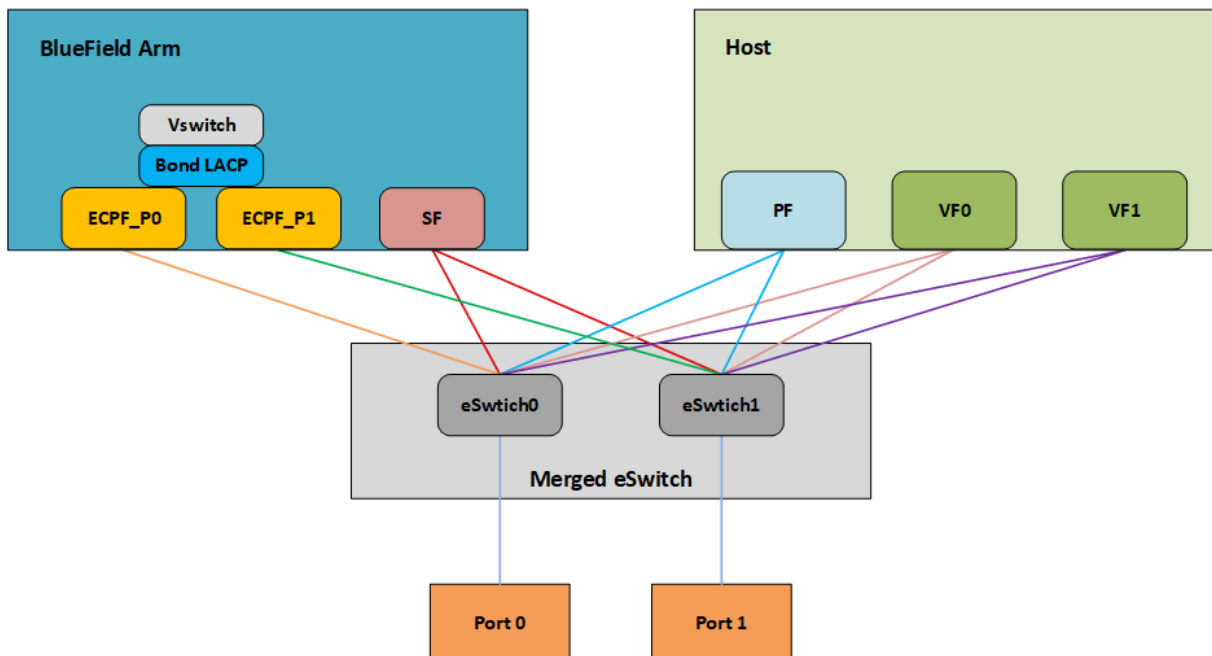 BlueField Arm
Host
Vswitch
Bond LACP
ECPF_P0
ECPF_P1
SF
PF
VF0
VF1
eSwtich0
eSwtich1
Merged eSwitch
Port 0
Port 1